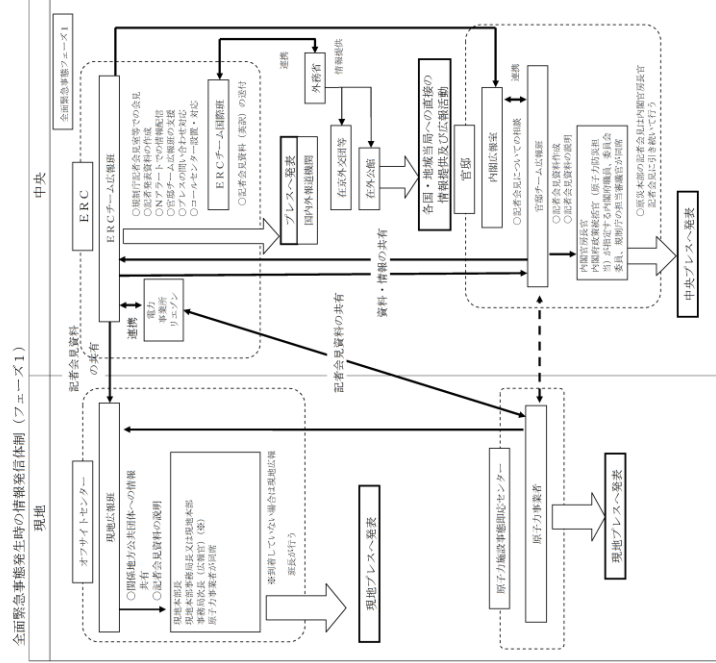 全面緊急事態発生時の情報発信体制（フェーズ1）
現地
中央
全面緊急事態フェーズ1
オフサイトセンター
現地広報班
○関係地方公共団体への情報
共有
○記者会見資料の説明
現地本部長
現地本部事務局長又は現地本部
事務局次長（広報官）（※）
原子力事業者が同席
※到着していない場合は現地広報
班長が行う
現地プレスへ発表
原子力施設事態即応センター
原子力事業者
現地プレスへ発表
記者会見資料
の共有
連携
電力
事業所
リエゾン
記者会見資料の共有
資料・情報の共有
ERC
ERCチーム広報班
○規制庁記者会見室等での会見
○記者発表資料の作成
○Nアラートでの情報配信
○官邸チーム広報班の支援
○プレスの問い合わせ対応
○コールセンター設置・対応
ERCチーム国際班
○記者会見資料（英訳）の送付
プレスへ発表
国内外報道機関
連携
外務省
情報提供
在京外交団等
在外公館
各国・地域当局への直接の
情報提供及び広報活動
官邸
内閣広報室
○記者会見についての相談
連携
官邸チーム広報班
○記者会見資料作成
○記者会見資料の説明
内閣官房長官
内閣府政策統括官（原子力防災担
当）が指定する内閣府職員、委員会
委員、規制庁の担当審議官が同席
○原災本部の記者会見は内閣官房長官
記者会見に引き続いて行う
中央プレスへ発表